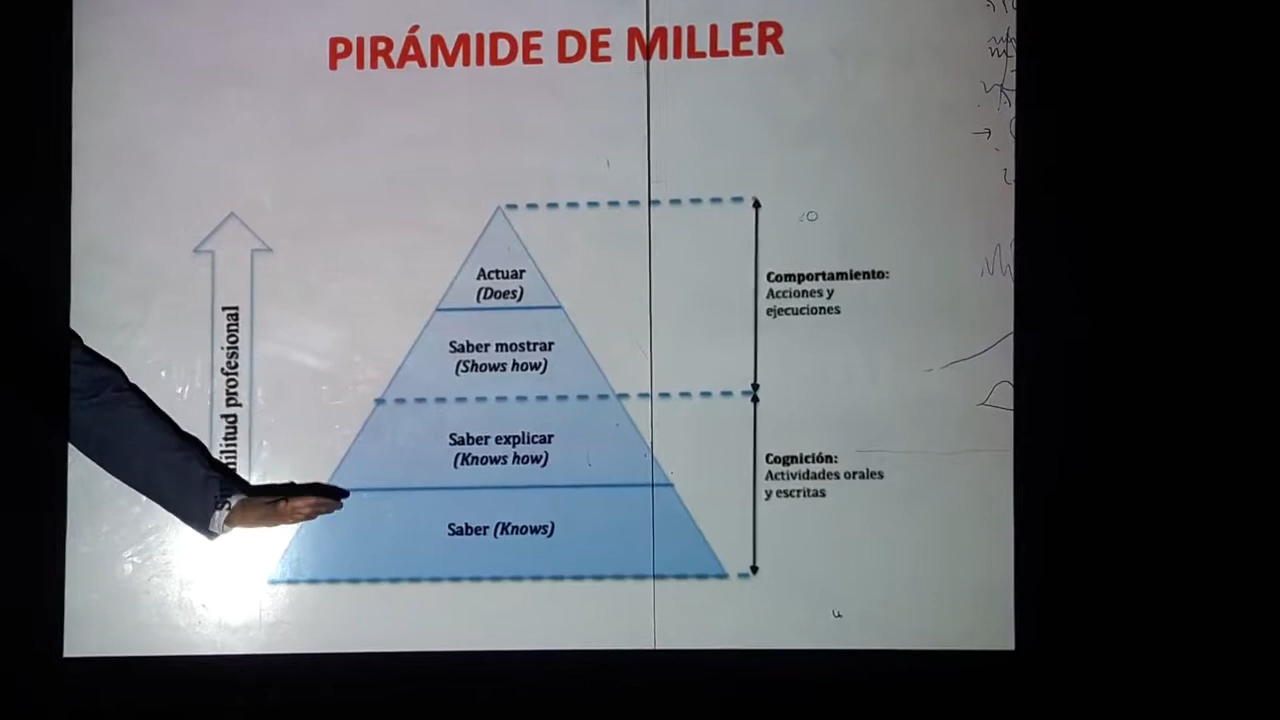 PIRÁMIDE DE MILLER
Actuar
(Does)
Saber mostrar
(Shows how)
Saber explicar
(Knows how)
Saber (Knows)
profesional
Comportamiento:
Acciones y
ejecuciones
Cognición:
Actividades orales
y escritas